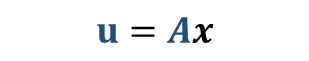 u = Ax